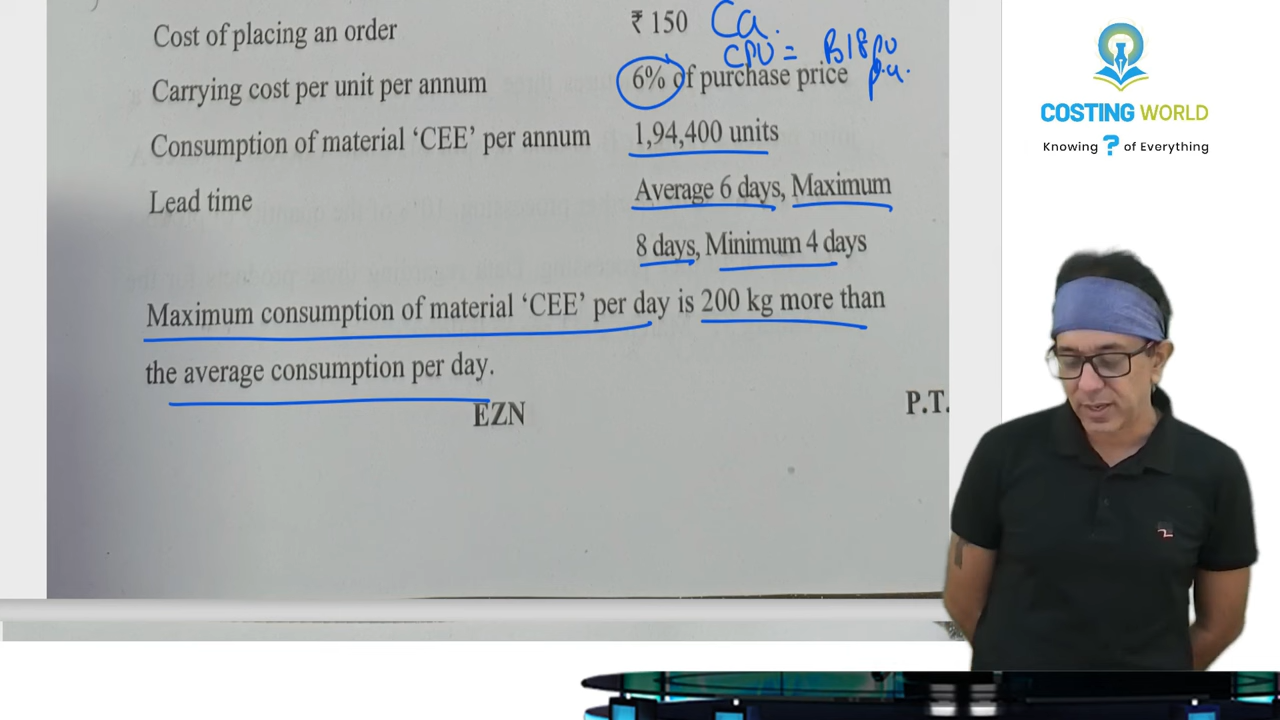 Cost of placing an order ₹ 150 Ca.
CPU = ₹18 pu
Carrying cost per unit per annum 6% of purchase price p.a.
Consumption of material ‘CEE’ per annum 1,94,400 units
Lead time Average 6 days, Maximum
8 days, Minimum 4 days
Maximum consumption of material ‘CEE’ per day is 200 kg more than
the average consumption per day.
EZN P.T.
COSTING WORLD
Knowing ? of Everything